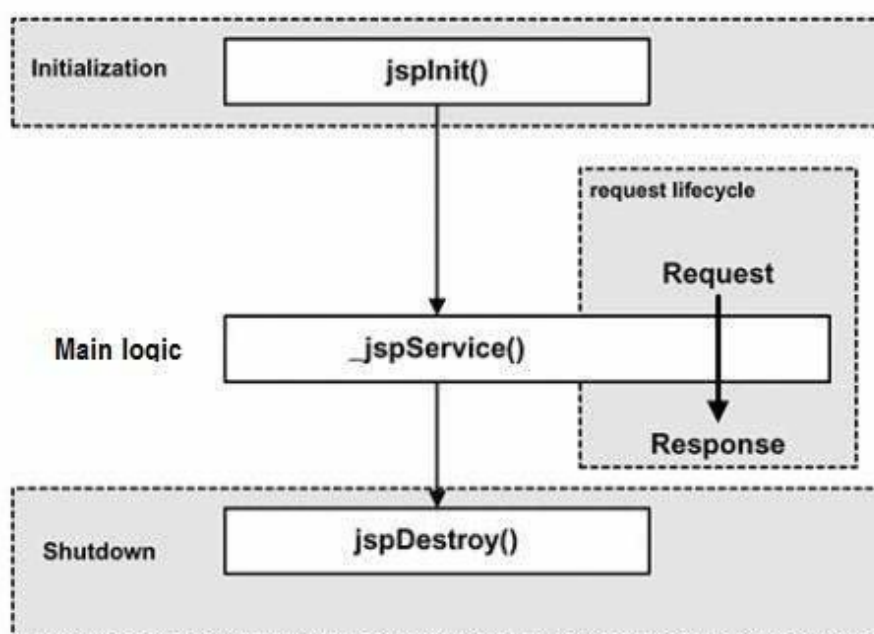 Initialization
jspInit()
request lifecycle
Request
Main logic
_jspService()
Response
Shutdown
jspDestroy()